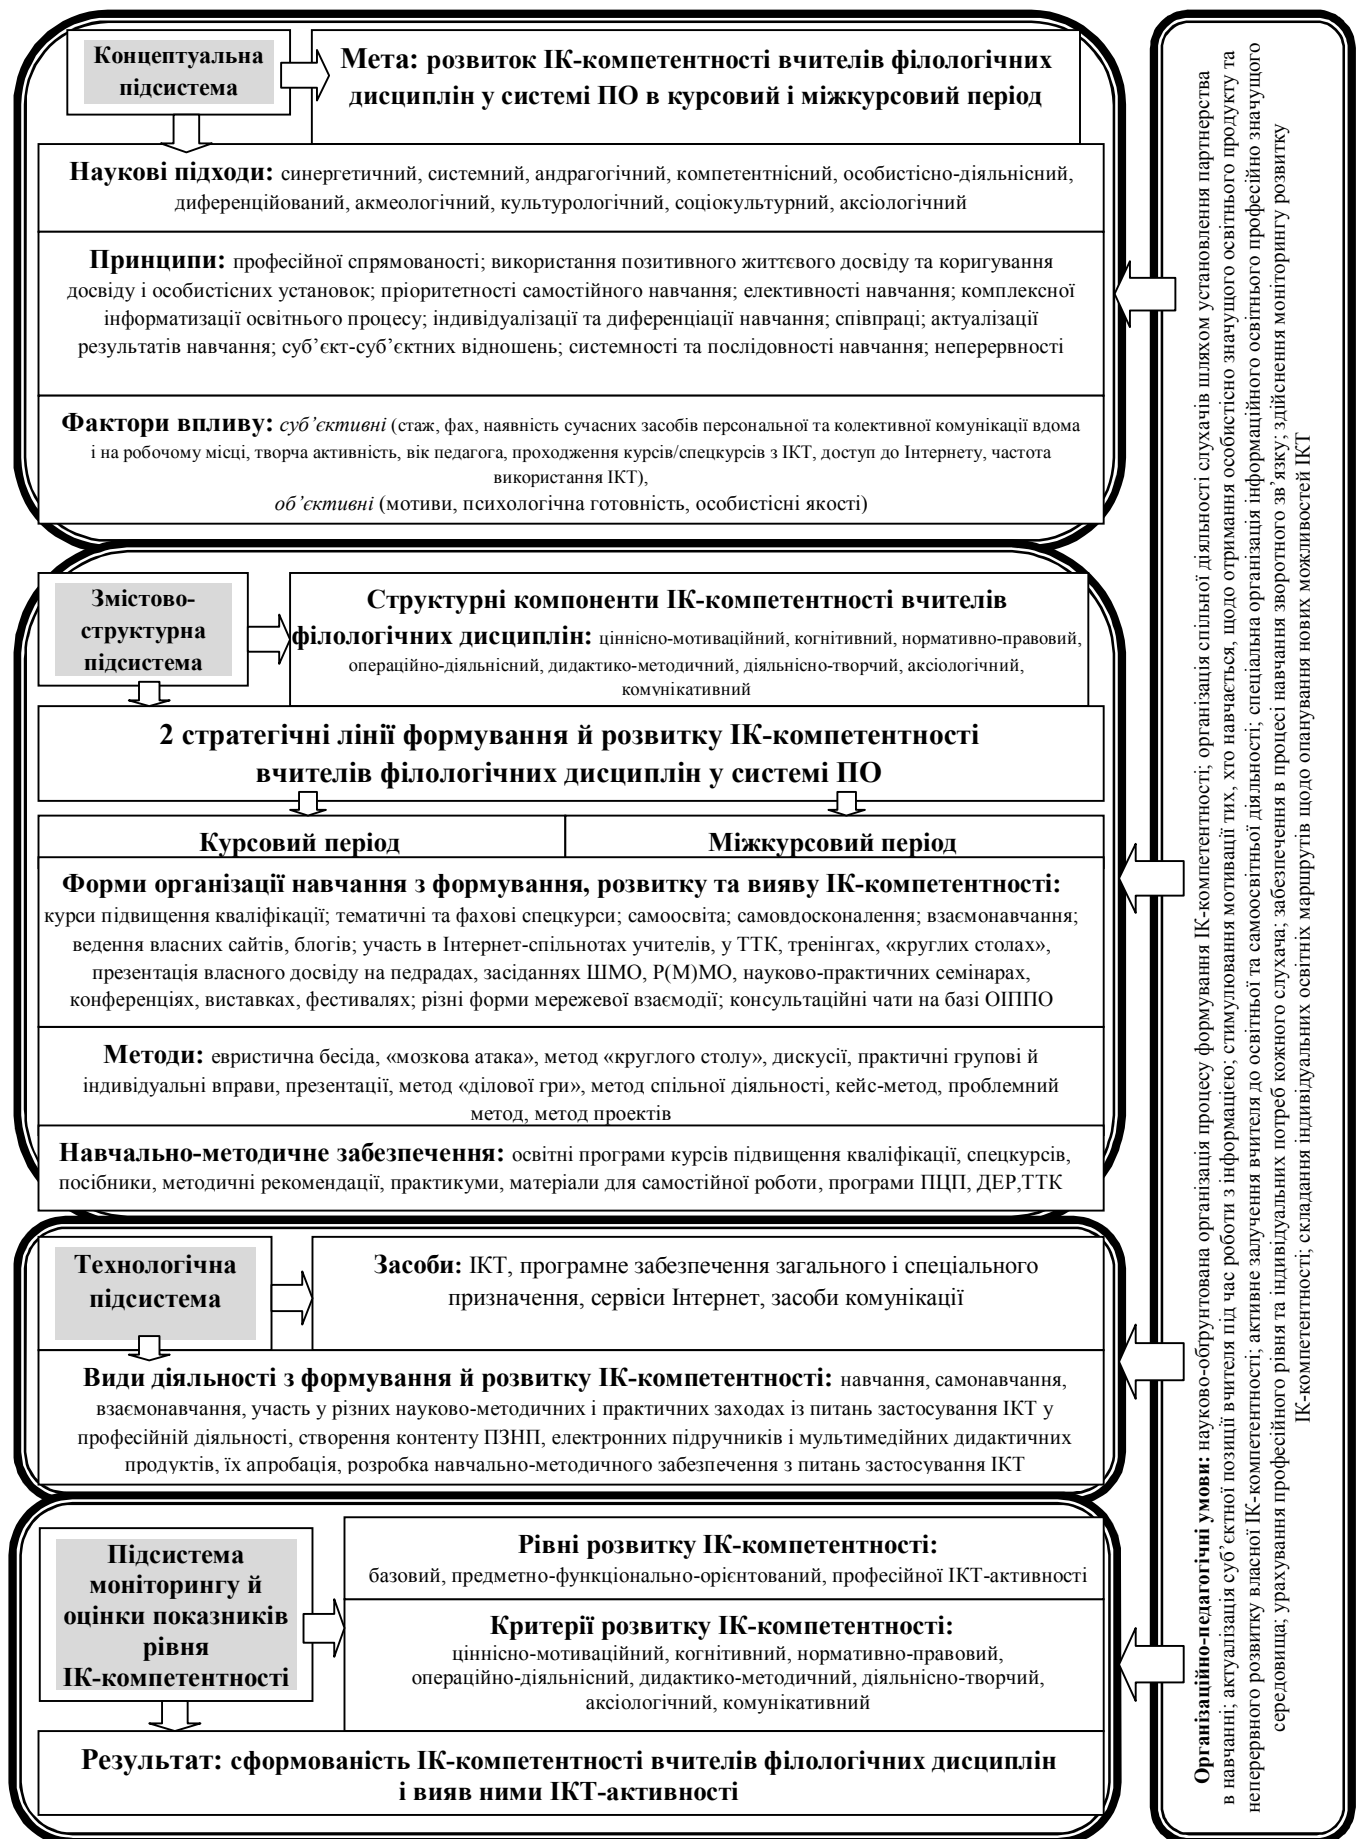 Концептуальна
підсистема
Мета: розвиток ІК-компетентності вчителів філологічних
дисциплін у системі ПО в курсовий і міжкурсовий період
Наукові підходи: синергетичний, системний, андрагогічний, компетентнісний, особистісно-діяльнісний,
диференційований, акмеологічний, культурологічний, соціокультурний, аксіологічний
Принципи: професійної спрямованості; використання позитивного життєвого досвіду та коригування
досвіду і особистісних установок; пріоритетності самостійного навчання; елективності навчання; комплексної
інформатизації освітнього процесу; індивідуалізації та диференціації навчання; співпраці; актуалізації
результатів навчання; суб’єкт-суб’єктних відношень; системності та послідовності навчання; неперервності
Фактори впливу: суб’єктивні (стаж, фах, наявність сучасних засобів персональної та колективної комунікації вдома
і на робочому місці, творча активність, вік педагога, проходження курсів/спецкурсів з ІКТ, доступ до Інтернету, частота
використання ІКТ),
об’єктивні (мотиви, психологічна готовність, особистісні якості)
Змістово-
структурна
підсистема
Структурні компоненти ІК-компетентності вчителів
філологічних дисциплін: ціннісно-мотиваційний, когнітивний, нормативно-правовий,
операційно-діяльнісний, дидактико-методичний, діяльнісно-творчий, аксіологічний,
комунікативний
2 стратегічні лінії формування й розвитку ІК-компетентності
вчителів філологічних дисциплін у системі ПО
Курсовий період
Міжкурсовий період
Форми організації навчання з формування, розвитку та вияву ІК-компетентності:
курси підвищення кваліфікації; тематичні та фахові спецкурси; самоосвіта; самовдосконалення; взаємонавчання;
ведення власних сайтів, блогів; участь в Інтернет-спільнотах учителів, у ТТК, тренінгах, «круглих столах»,
презентація власного досвіду на педрадах, засіданнях ШМО, Р(М)МО, науково-практичних семінарах,
конференціях, виставках, фестивалях; різні форми мережевої взаємодії; консультаційні чати на базі ОІППО
Методи: евристична бесіда, «мозкова атака», метод «круглого столу», дискусії, практичні групові й
індивідуальні вправи, презентації, метод «ділової гри», метод спільної діяльності, кейс-метод, проблемний
метод, метод проектів
Навчально-методичне забезпечення: освітні програми курсів підвищення кваліфікації, спецкурсів,
посібники, методичні рекомендації, практикуми, матеріали для самостійної роботи, програми ПЦП, ДЕР,ТТК
Технологічна
підсистема
Засоби: ІКТ, програмне забезпечення загального і спеціального
призначення, сервіси Інтернет, засоби комунікації
Види діяльності з формування й розвитку ІК-компетентності: навчання, самонавчання,
взаємонавчання, участь у різних науково-методичних і практичних заходах із питань застосування ІКТ у
професійній діяльності, створення контенту ПЗНП, електронних підручників і мультимедійних дидактичних
продуктів, їх апробація, розробка навчально-методичного забезпечення з питань застосування ІКТ
Підсистема
моніторингу й
оцінки показників
рівня
ІК-компетентності
Рівні розвитку ІК-компетентності:
базовий, предметно-функціонально-орієнтований, професійної ІКТ-активності
Критерії розвитку ІК-компетентності:
ціннісно-мотиваційний, когнітивний, нормативно-правовий,
операційно-діяльнісний, дидактико-методичний, діяльнісно-творчий,
аксіологічний, комунікативний
Результат: сформованість ІК-компетентності вчителів філологічних дисциплін
і вияв ними ІКТ-активності
Організаційно-педагогічні умови: науково-обґрунтована організація процесу формування ІК-компетентності; організація спільної діяльності слухачів шляхом установлення партнерства
в навчанні; актуалізація суб’єктної позиції вчителя під час роботи з інформацією; стимулювання мотивації тих, хто навчається, щодо отримання особистісно значущого освітнього продукту та
неперервного розвитку власної ІК-компетентності; активне залучення вчителя до освітньої та самоосвітньої діяльності; спеціальна організація інформаційного освітнього професійно значущого
середовища; урахування професійного рівня та індивідуальних потреб кожного слухача; забезпечення в процесі навчання зворотного зв’язку; здійснення моніторингу розвитку
ІК-компетентності; складання індивідуальних освітніх маршрутів щодо опанування нових можливостей ІКТ